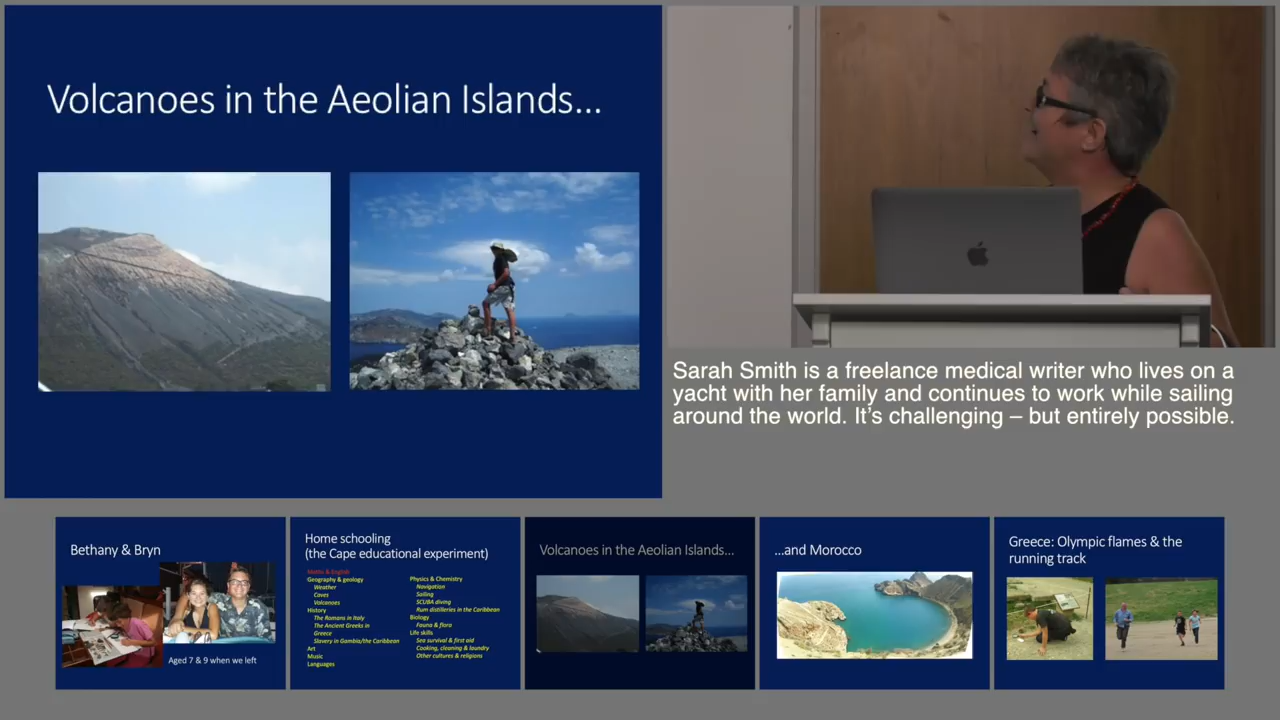 Volcanoes in the Aeolian Islands...
Sarah Smith is a freelance medical writer who lives on a
yacht with her family and continues to work while sailing
around the world. It’s challenging – but entirely possible.
Bethany & Bryn
Aged 7 & 9 when we left
Home schooling
(the Cape educational experiment)
Maths & English
Geography & geology
Weather
Caves
Volcanoes
History
The Romans in Italy
The Ancient Greeks in
Greece
Slavery in Gambia/the Caribbean
Art
Music
Languages
Physics & Chemistry
Navigation
Sailing
SCUBA diving
Rum distilleries in the Caribbean
Biology
Fauna & flora
Life skills
Sea survival & first aid
Cooking, cleaning & laundry
Other cultures & religions
Volcanoes in the Aeolian Islands...
...and Morocco
Greece: Olympic flames & the
running track